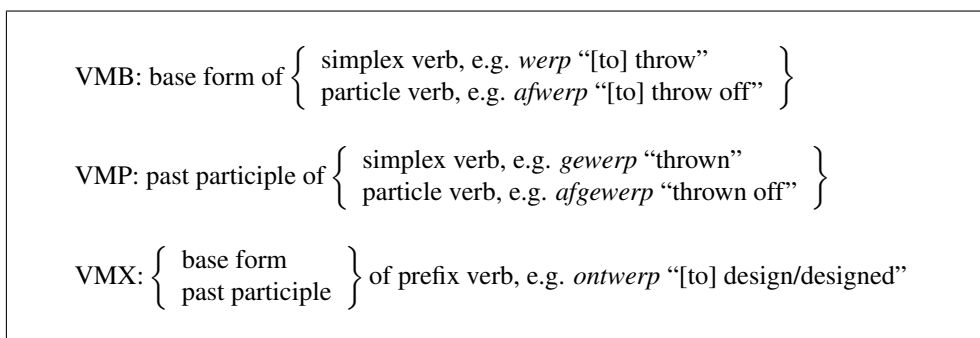 VMB: base form of { simplex verb, e.g. werp “[to] throw”
particle verb, e.g. afwerp “[to] throw off” }
VMP: past participle of { simplex verb, e.g. gewerp “thrown”
particle verb, e.g. afgewerp “thrown off” }
VMX: { base form
past participle } of prefix verb, e.g. ontwerp “[to] design/designed”